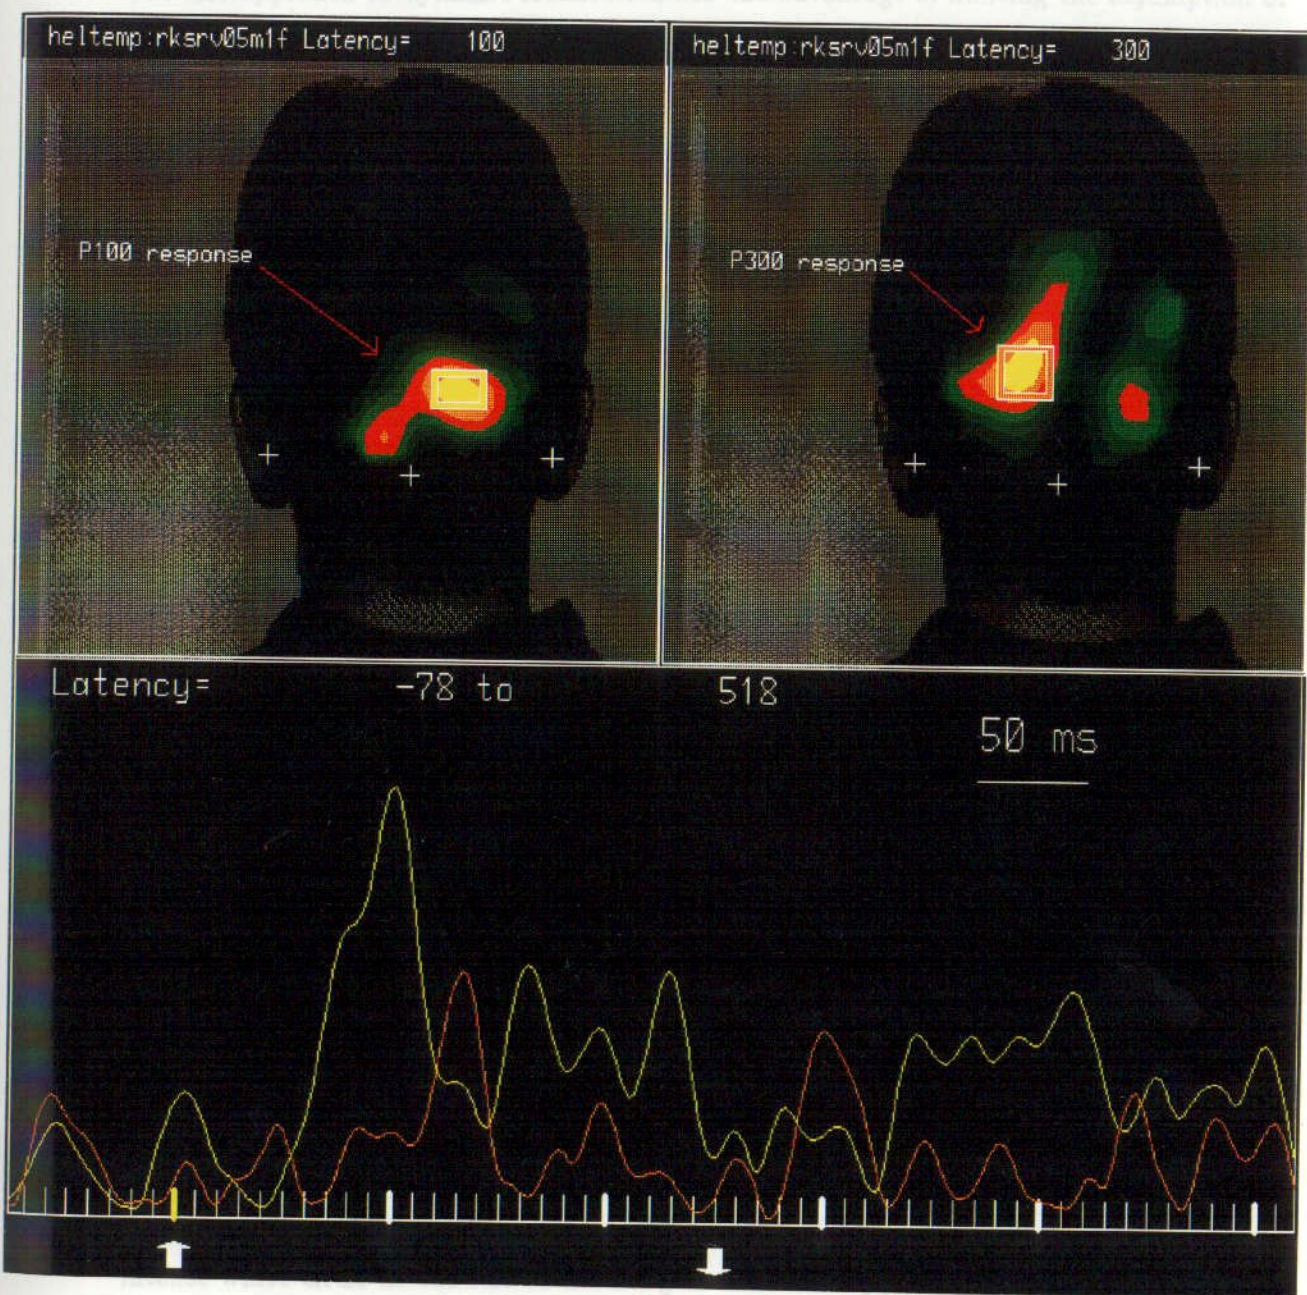 heltemp:rksrv05m1f Latency= 100
P100 response
heltemp:rksrv05m1f Latency= 300
P300 response
Latency= -78 to 518
50 ms